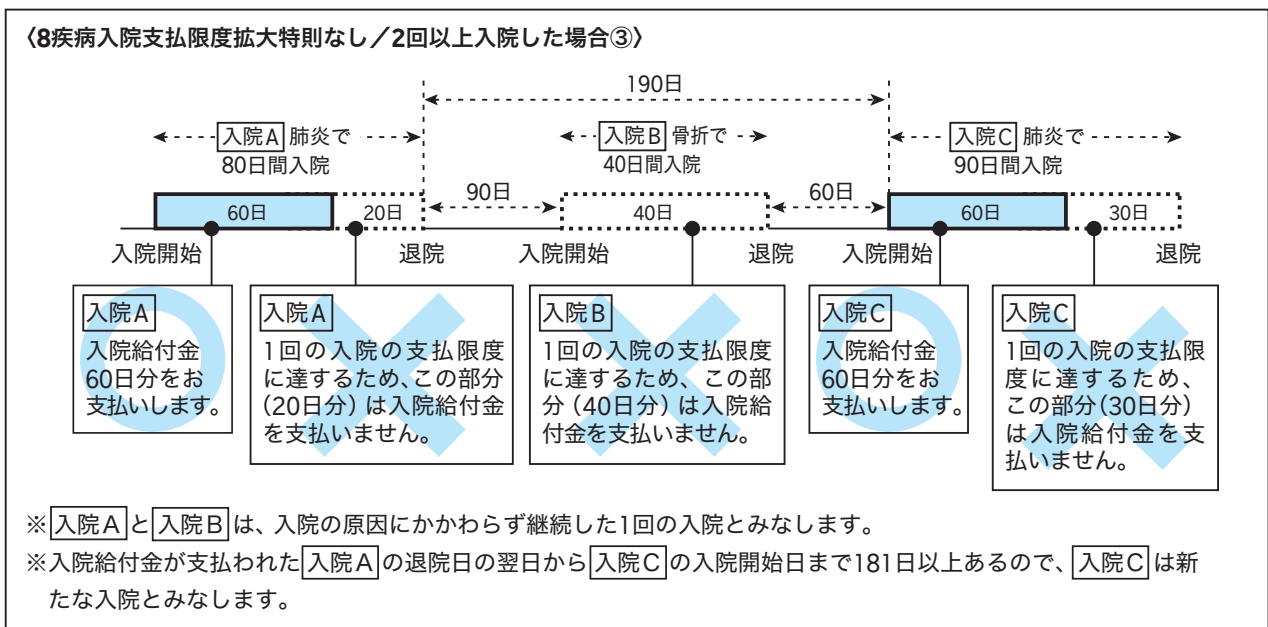 〈8疾病入院支払限度拡大特則なし／2回以上入院した場合③〉
190日
入院A 肺炎で
80日間入院
入院B 骨折で
40日間入院
入院C 肺炎で
90日間入院
60日
20日
90日
40日
60日
60日
30日
入院開始
退院
入院開始
退院
入院開始
退院
入院A
入院給付金
60日分をお
支払いします。
入院A
1回の入院の支払限度
に達するため、この部分
（20日分）は入院給付金
を支払いません。
入院B
1回の入院の支払限度
に達するため、この部
分（40日分）は入院給
付金を支払いません。
入院C
入院給付金
60日分をお
支払いします。
入院C
1回の入院の支払限
度に達するため、
この部分（30日分）
は入院給付金を支
払いません。
※入院Aと入院Bは、入院の原因にかかわらず継続した1回の入院とみなします。
※入院給付金が支払われた入院Aの退院日の翌日から入院Cの入院開始日まで181日以上あるので、入院Cは新
たな入院とみなします。